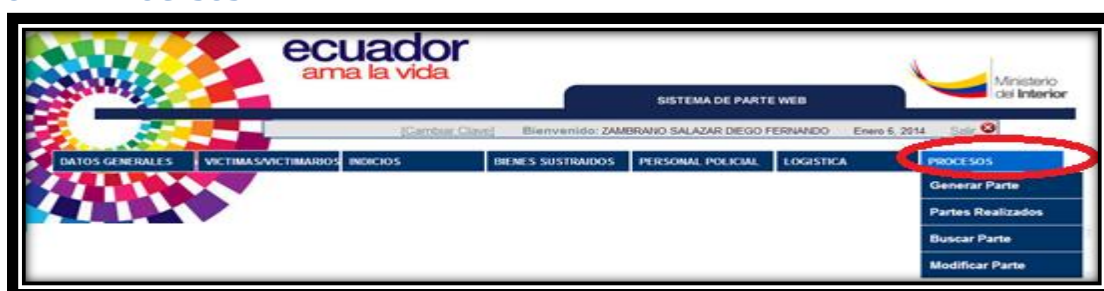 ecuador
ama la vida
Ministerio
del Interior
SISTEMA DE PARTE WEB
[Cambiar Clave] Bienvenido: ZAMBRANO SALAZAR DIEGO FERNANDO Enero 6, 2014 Salir
DATOS GENERALES VICTIMAS/VICTIMARIOS INDICIOS BIENES SUSTRAIDOS PERSONAL POLICIAL LOGISTICA PROCESOS
Generar Parte
Partes Realizados
Buscar Parte
Modificar Parte